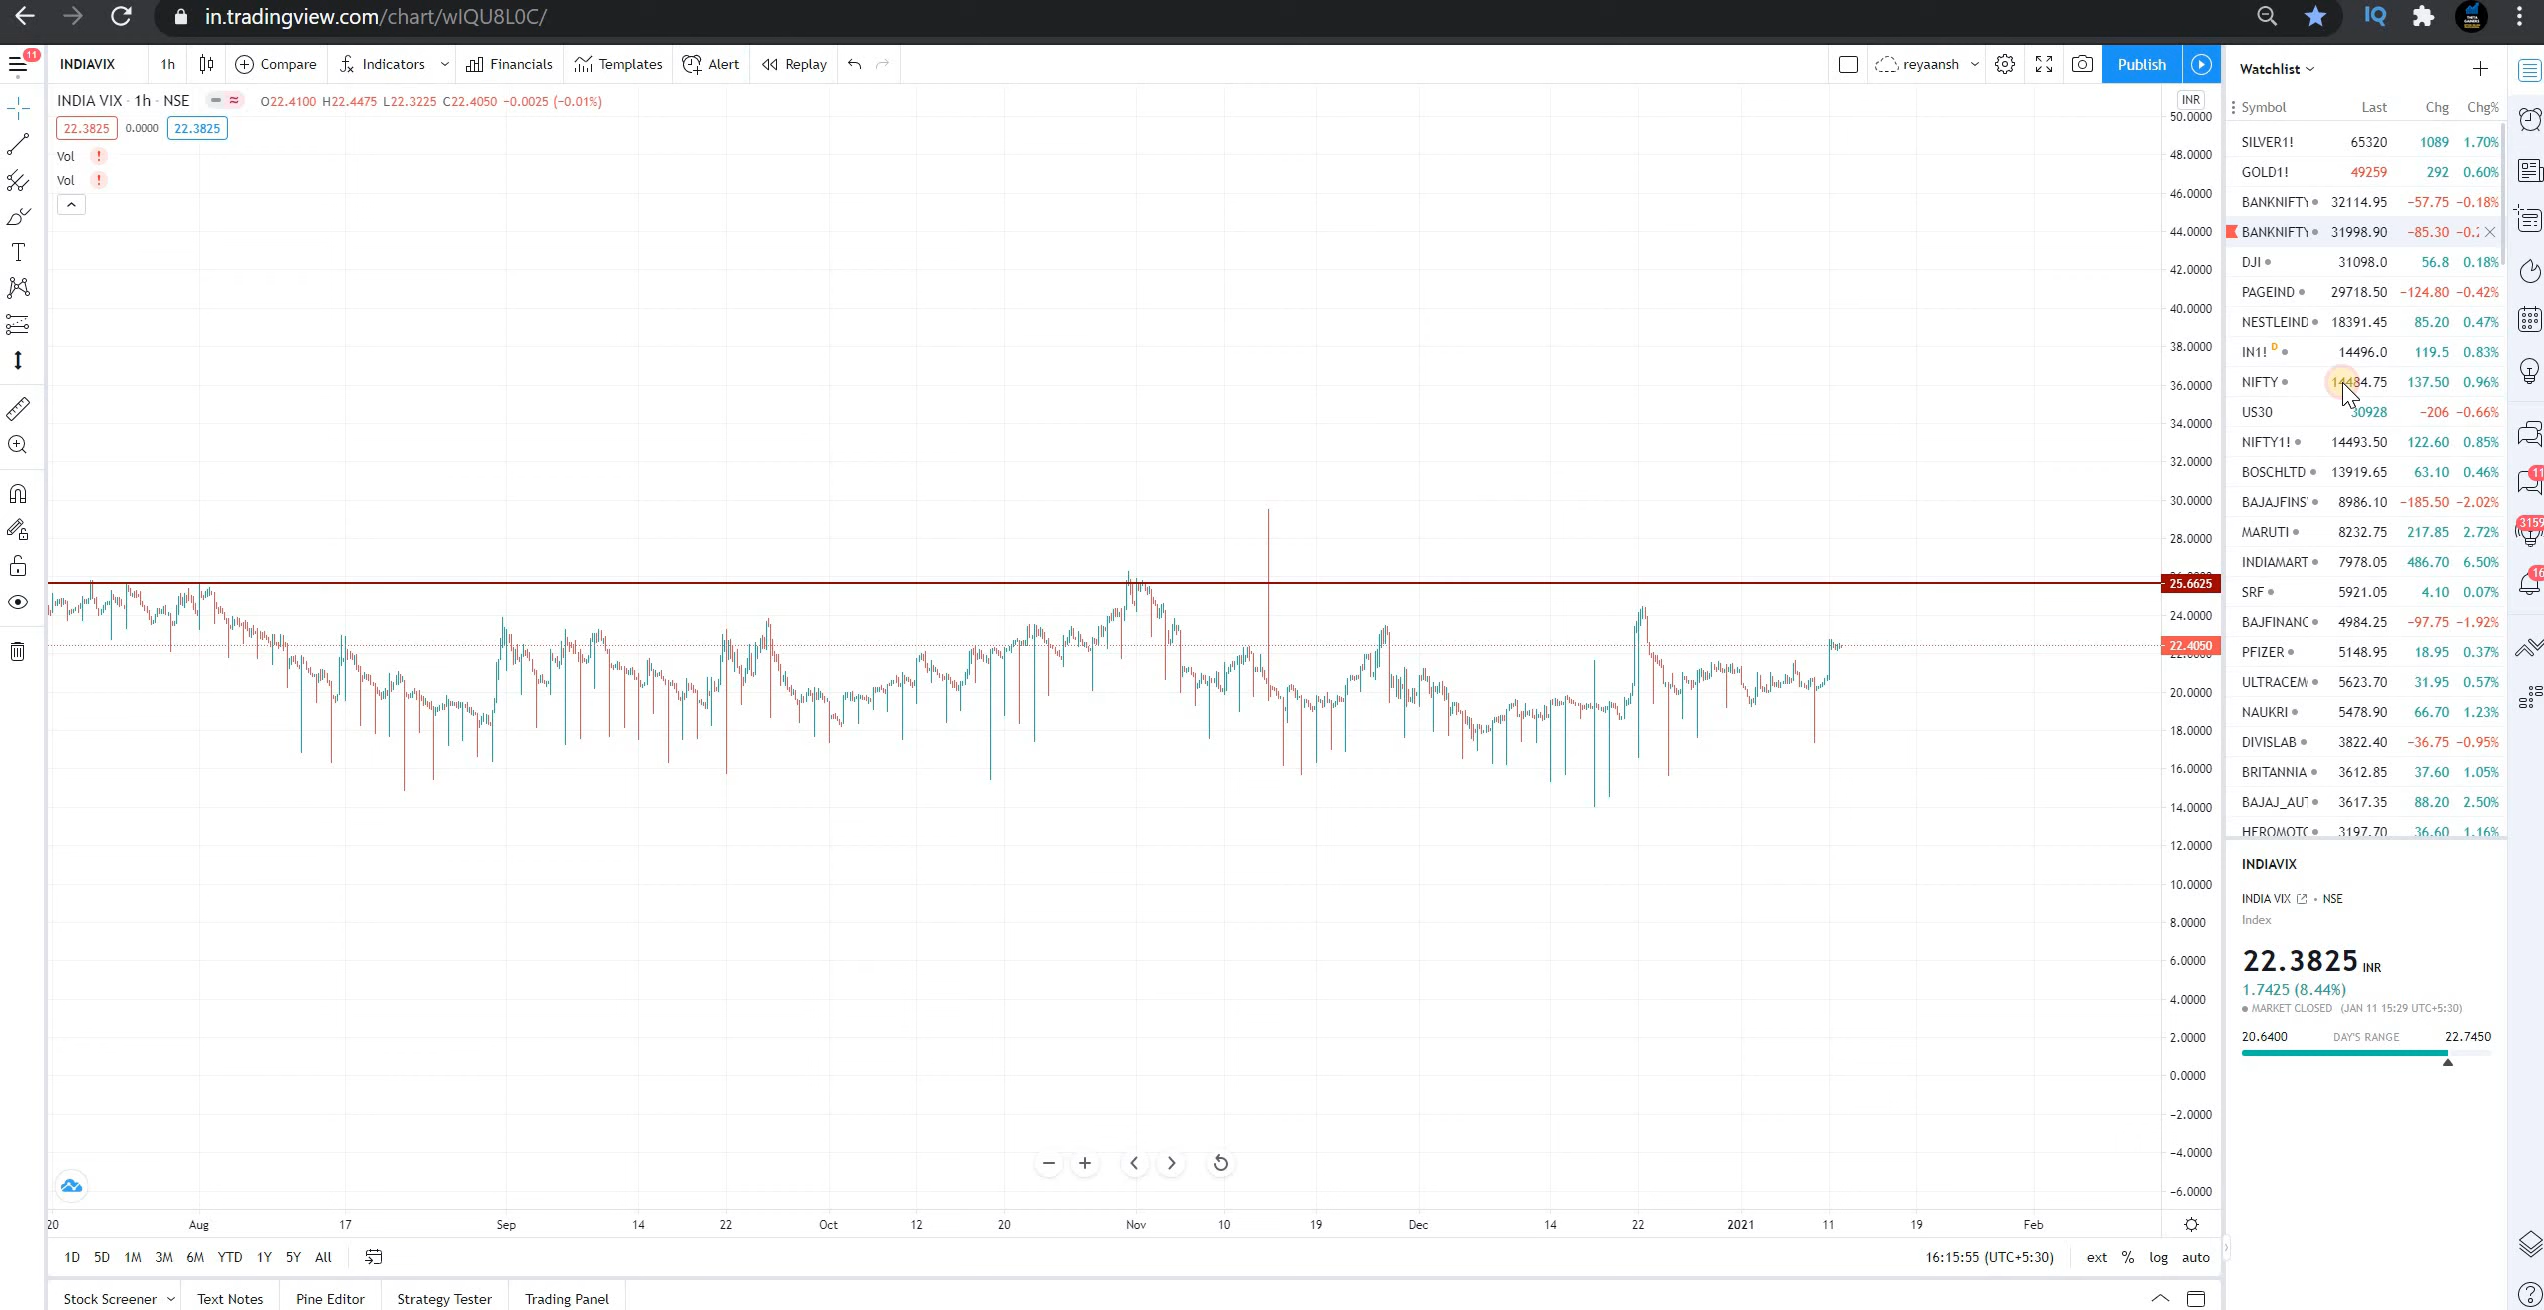 in.tradingview.com/chart/wIQU8L0C/
IQ
11
INDIAVIX 1h Compare Indicators Financials Templates Alert Replay reyaansh Publish
INDIA VIX · 1h · NSE O22.4100 H22.4475 L22.3225 C22.4050 −0.0025 (−0.01%)
22.3825 0.0000 22.3825
Vol !
Vol !
INR
50.0000
48.0000
46.0000
44.0000
42.0000
40.0000
38.0000
36.0000
34.0000
32.0000
30.0000
28.0000
25.6625
24.0000
22.4050
20.0000
18.0000
16.0000
14.0000
12.0000
10.0000
8.0000
6.0000
4.0000
2.0000
0.0000
−2.0000
−4.0000
−6.0000
20 Aug 17 Sep 14 22 Oct 12 20 Nov 10 19 Dec 14 22 2021 11 19 Feb
1D 5D 1M 3M 6M YTD 1Y 5Y All 16:15:55 (UTC+5:30) ext % log auto
Stock Screener Text Notes Pine Editor Strategy Tester Trading Panel
Watchlist
Symbol Last Chg Chg%
SILVER1! 65320 1089 1.70%
GOLD1! 49259 292 0.60%
BANKNIFTY 32114.95 −57.75 −0.18%
BANKNIFTY 31998.90 −85.30 −0.2
DJI 31098.0 56.8 0.18%
PAGEIND 29718.50 −124.80 −0.42%
NESTLEIND 18391.45 85.20 0.47%
IN1! D 14496.0 119.5 0.83%
NIFTY 14484.75 137.50 0.96%
US30 30928 −206 −0.66%
NIFTY1! 14493.50 122.60 0.85%
BOSCHLTD 13919.65 63.10 0.46%
BAJAJFINS 8986.10 −185.50 −2.02%
MARUTI 8232.75 217.85 2.72%
INDIAMART 7978.05 486.70 6.50%
SRF 5921.05 4.10 0.07%
BAJFINANC 4984.25 −97.75 −1.92%
PFIZER 5148.95 18.95 0.37%
ULTRACEM 5623.70 31.95 0.57%
NAUKRI 5478.90 66.70 1.23%
DIVISLAB 3822.40 −36.75 −0.95%
BRITANNIA 3612.85 37.60 1.05%
BAJAJ_AUT 3617.35 88.20 2.50%
HEROMOTC 3197.70 36.60 1.16%
INDIAVIX
INDIA VIX · NSE
Index
22.3825 INR
1.7425 (8.44%)
MARKET CLOSED (JAN 11 15:29 UTC+5:30)
20.6400 DAY'S RANGE 22.7450
11
3159
16